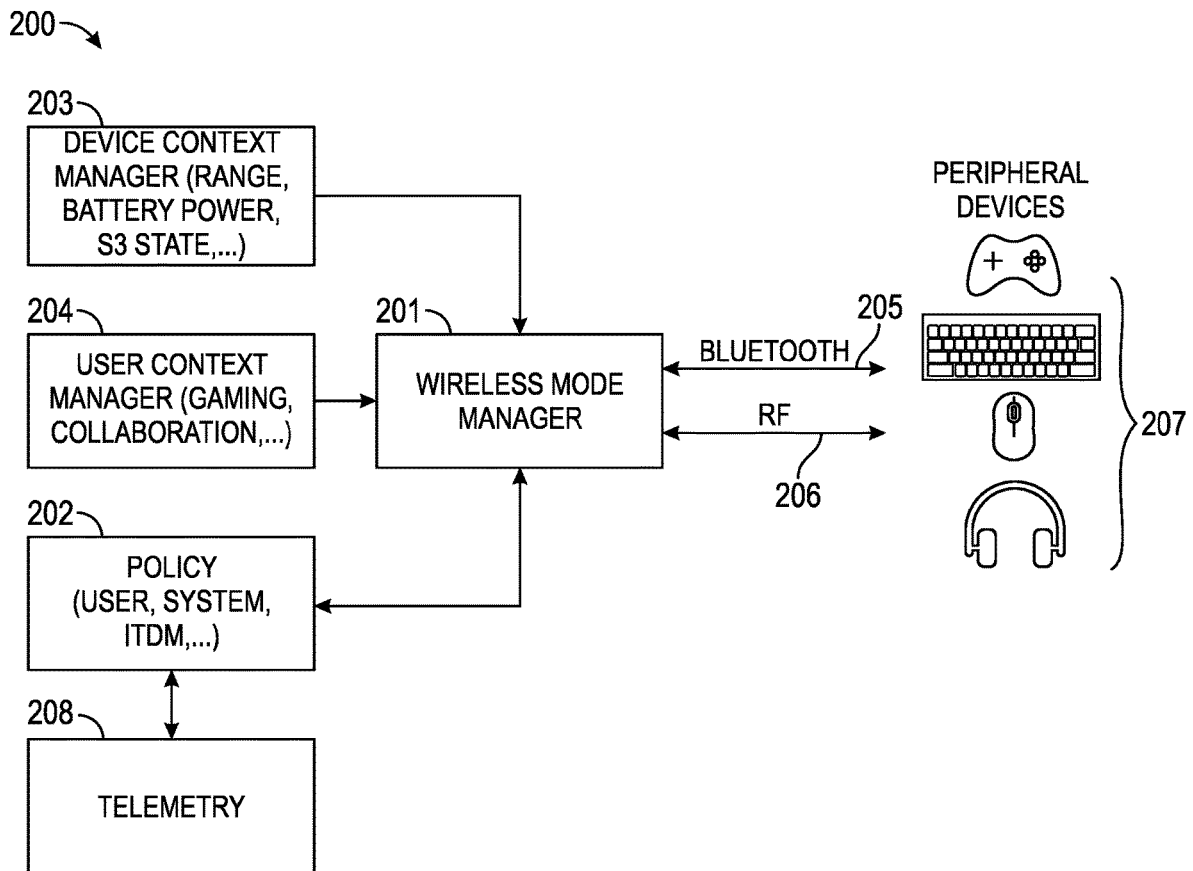 200
203
DEVICE CONTEXT
MANAGER (RANGE,
BATTERY POWER,
S3 STATE,...)
204
USER CONTEXT
MANAGER (GAMING,
COLLABORATION,...)
202
POLICY
(USER, SYSTEM,
ITDM,...)
208
TELEMETRY
201
WIRELESS MODE
MANAGER
BLUETOOTH
205
RF
206
PERIPHERAL
DEVICES
207